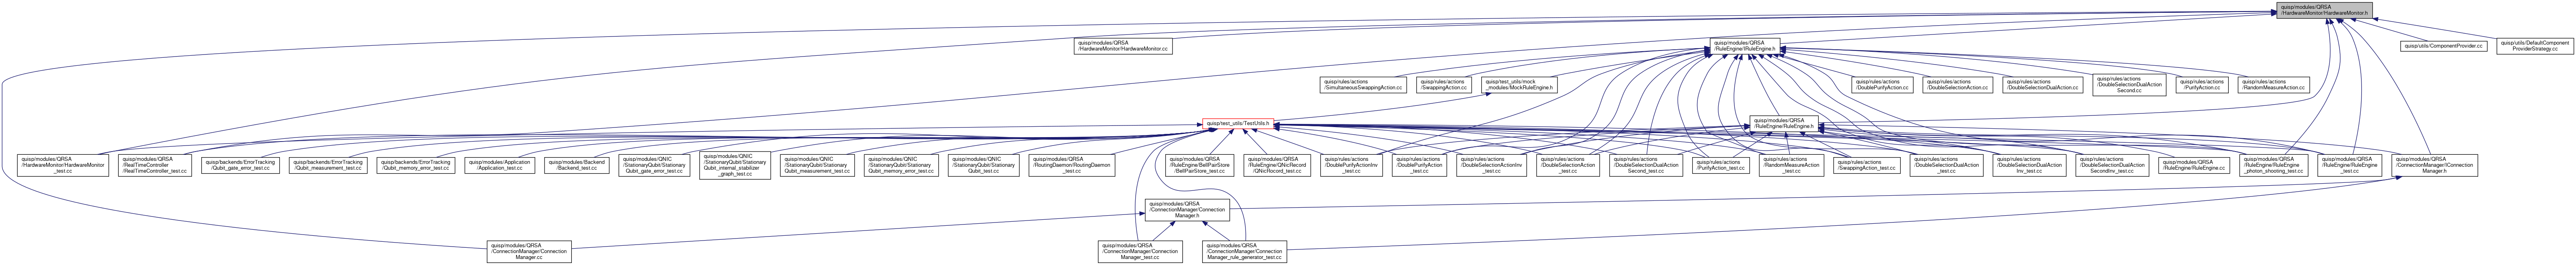 quisp/modules/QRSA
/HardwareMonitor/HardwareMonitor.h
quisp/modules/QRSA
/HardwareMonitor/HardwareMonitor.cc
quisp/modules/QRSA
/RuleEngine/IRuleEngine.h
quisp/utils/ComponentProvider.cc
quisp/utils/DefaultComponent
ProviderStrategy.cc
quisp/rules/actions
/SimultaneousSwappingAction.cc
quisp/rules/actions
/SwappingAction.cc
quisp/test_utils/mock
_modules/MockRuleEngine.h
quisp/rules/actions
/DoublePurifyAction.cc
quisp/rules/actions
/DoubleSelectionAction.cc
quisp/rules/actions
/DoubleSelectionDualAction.cc
quisp/rules/actions
/DoubleSelectionDualAction
Second.cc
quisp/rules/actions
/PurifyAction.cc
quisp/rules/actions
/RandomMeasureAction.cc
quisp/test_utils/TestUtils.h
quisp/modules/QRSA
/RuleEngine/RuleEngine.h
quisp/modules/QRSA
/HardwareMonitor/HardwareMonitor
_test.cc
quisp/modules/QRSA
/RealTimeController
/RealTimeController_test.cc
quisp/backends/ErrorTracking
/Qubit_gate_error_test.cc
quisp/backends/ErrorTracking
/Qubit_measurement_test.cc
quisp/backends/ErrorTracking
/Qubit_memory_error_test.cc
quisp/modules/Application
/Application_test.cc
quisp/modules/Backend
/Backend_test.cc
quisp/modules/QNIC
/StationaryQubit/Stationary
Qubit_gate_error_test.cc
quisp/modules/QNIC
/StationaryQubit/Stationary
Qubit_internal_stabilizer
_graph_test.cc
quisp/modules/QNIC
/StationaryQubit/Stationary
Qubit_measurement_test.cc
quisp/modules/QNIC
/StationaryQubit/Stationary
Qubit_memory_error_test.cc
quisp/modules/QNIC
/StationaryQubit/Stationary
Qubit_test.cc
quisp/modules/QRSA
/RoutingDaemon/RoutingDaemon
_test.cc
quisp/modules/QRSA
/RuleEngine/BellPairStore
/BellPairStore_test.cc
quisp/modules/QRSA
/RuleEngine/QNicRecord
/QNicRocord_test.cc
quisp/rules/actions
/DoublePurifyActionInv
_test.cc
quisp/rules/actions
/DoublePurifyAction
_test.cc
quisp/rules/actions
/DoubleSelectionActionInv
_test.cc
quisp/rules/actions
/DoubleSelectionAction
_test.cc
quisp/rules/actions
/DoubleSelectionDualAction
Second_test.cc
quisp/rules/actions
/PurifyAction_test.cc
quisp/rules/actions
/RandomMeasureAction
_test.cc
quisp/rules/actions
/SwappingAction_test.cc
quisp/rules/actions
/DoubleSelectionDualAction
_test.cc
quisp/rules/actions
/DoubleSelectionDualAction
Inv_test.cc
quisp/rules/actions
/DoubleSelectionDualAction
SecondInv_test.cc
quisp/modules/QRSA
/RuleEngine/RuleEngine.cc
quisp/modules/QRSA
/RuleEngine/RuleEngine
_photon_shooting_test.cc
quisp/modules/QRSA
/RuleEngine/RuleEngine
_test.cc
quisp/modules/QRSA
/ConnectionManager/IConnection
Manager.h
quisp/modules/QRSA
/ConnectionManager/Connection
Manager.h
quisp/modules/QRSA
/ConnectionManager/Connection
Manager.cc
quisp/modules/QRSA
/ConnectionManager/Connection
Manager_test.cc
quisp/modules/QRSA
/ConnectionManager/Connection
Manager_rule_generator_test.cc